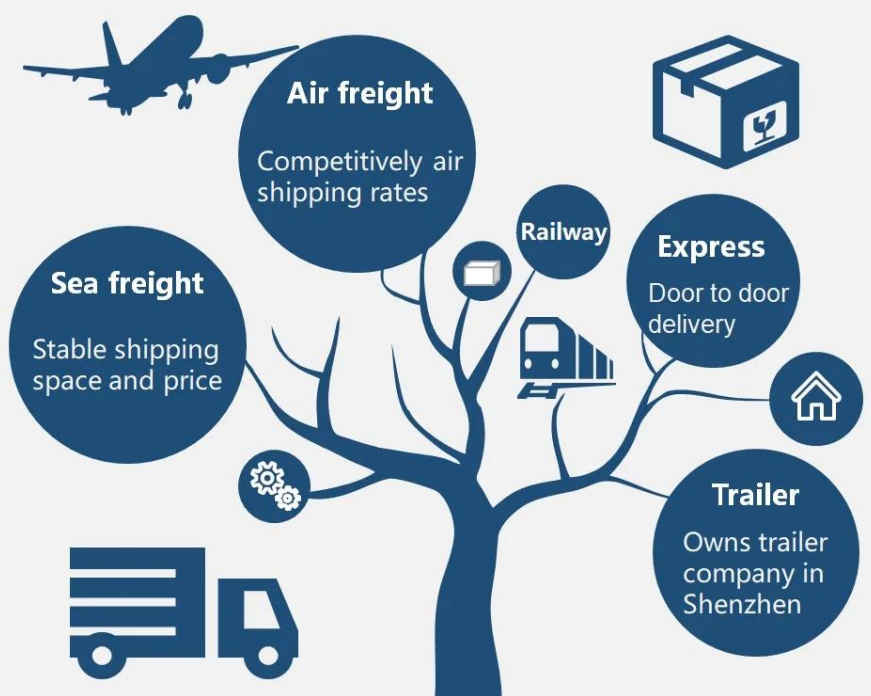 Air freight
Competitively air
shipping rates
Railway
Express
Door to door
delivery
Sea freight
Stable shipping
space and price
Trailer
Owns trailer
company in
Shenzhen